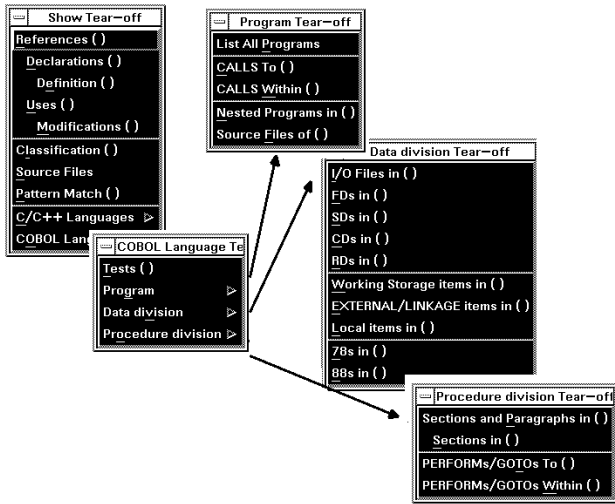 Show Tear-off
References ( )
Declarations ( )
Definition ( )
Uses ( )
Modifications ( )
Classification ( )
Source Files
Pattern Match ( )
C/C++ Languages
COBOL Lang
COBOL Language Te
Tests ( )
Program
Data division
Procedure division
Program Tear-off
List All Programs
CALLS To ( )
CALLS Within ( )
Nested Programs in ( )
Source Files of ( )
Data division Tear-off
I/O Files in ( )
FDs in ( )
SDs in ( )
CDs in ( )
RDs in ( )
Working Storage items in ( )
EXTERNAL/LINKAGE items in ( )
Local items in ( )
78s in ( )
88s in ( )
Procedure division Tear-off
Sections and Paragraphs in ( )
Sections in ( )
PERFORMs/GOTOs To ( )
PERFORMs/GOTOs Within ( )